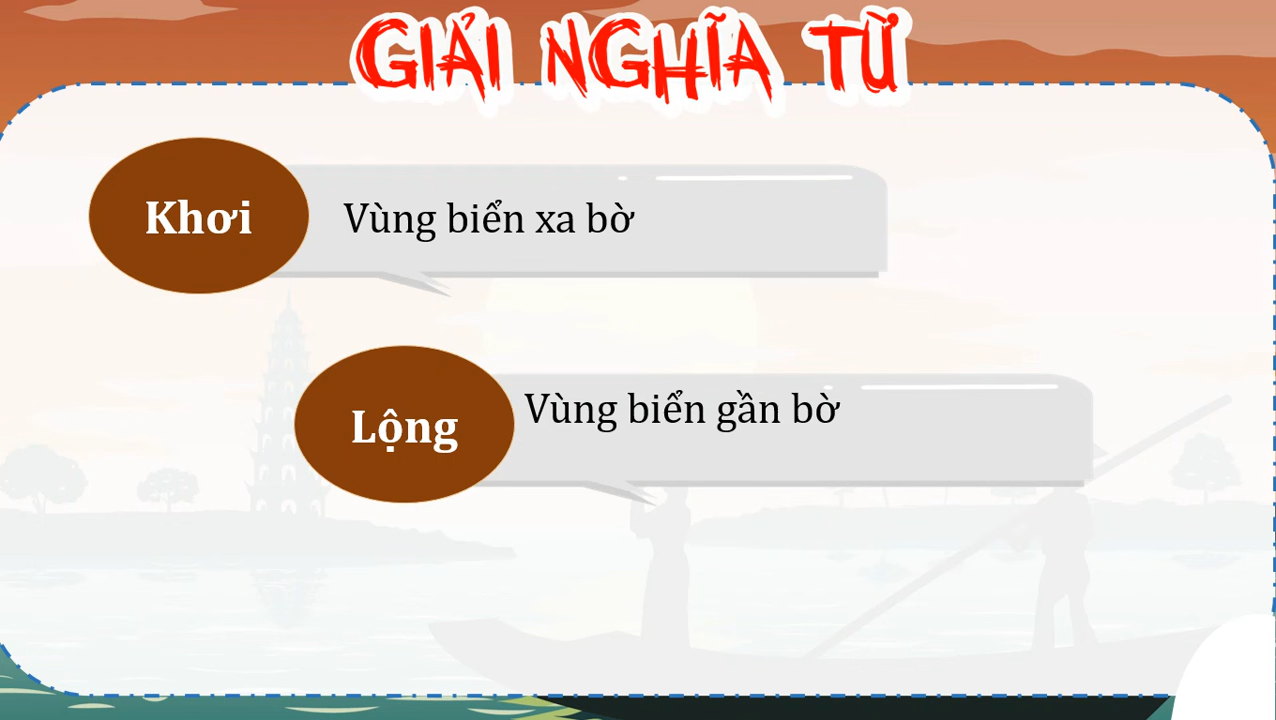 GIẢI NGHĨA TỪ
Khơi
Vùng biển xa bờ
Lộng
Vùng biển gần bờ